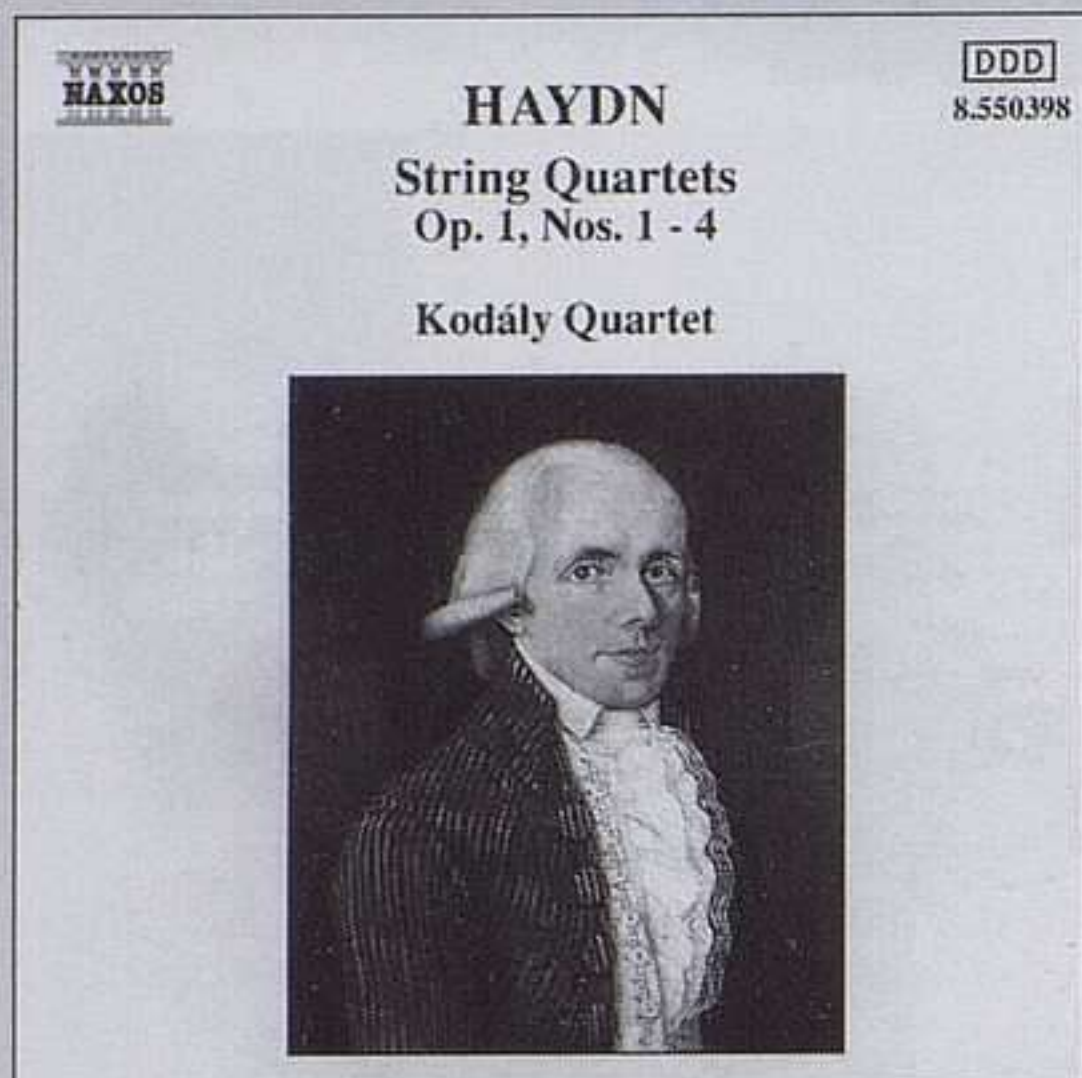 NAXOS
DDD
8.550398
HAYDN
String Quartets
Op. 1, Nos. 1 - 4
Kodály Quartet